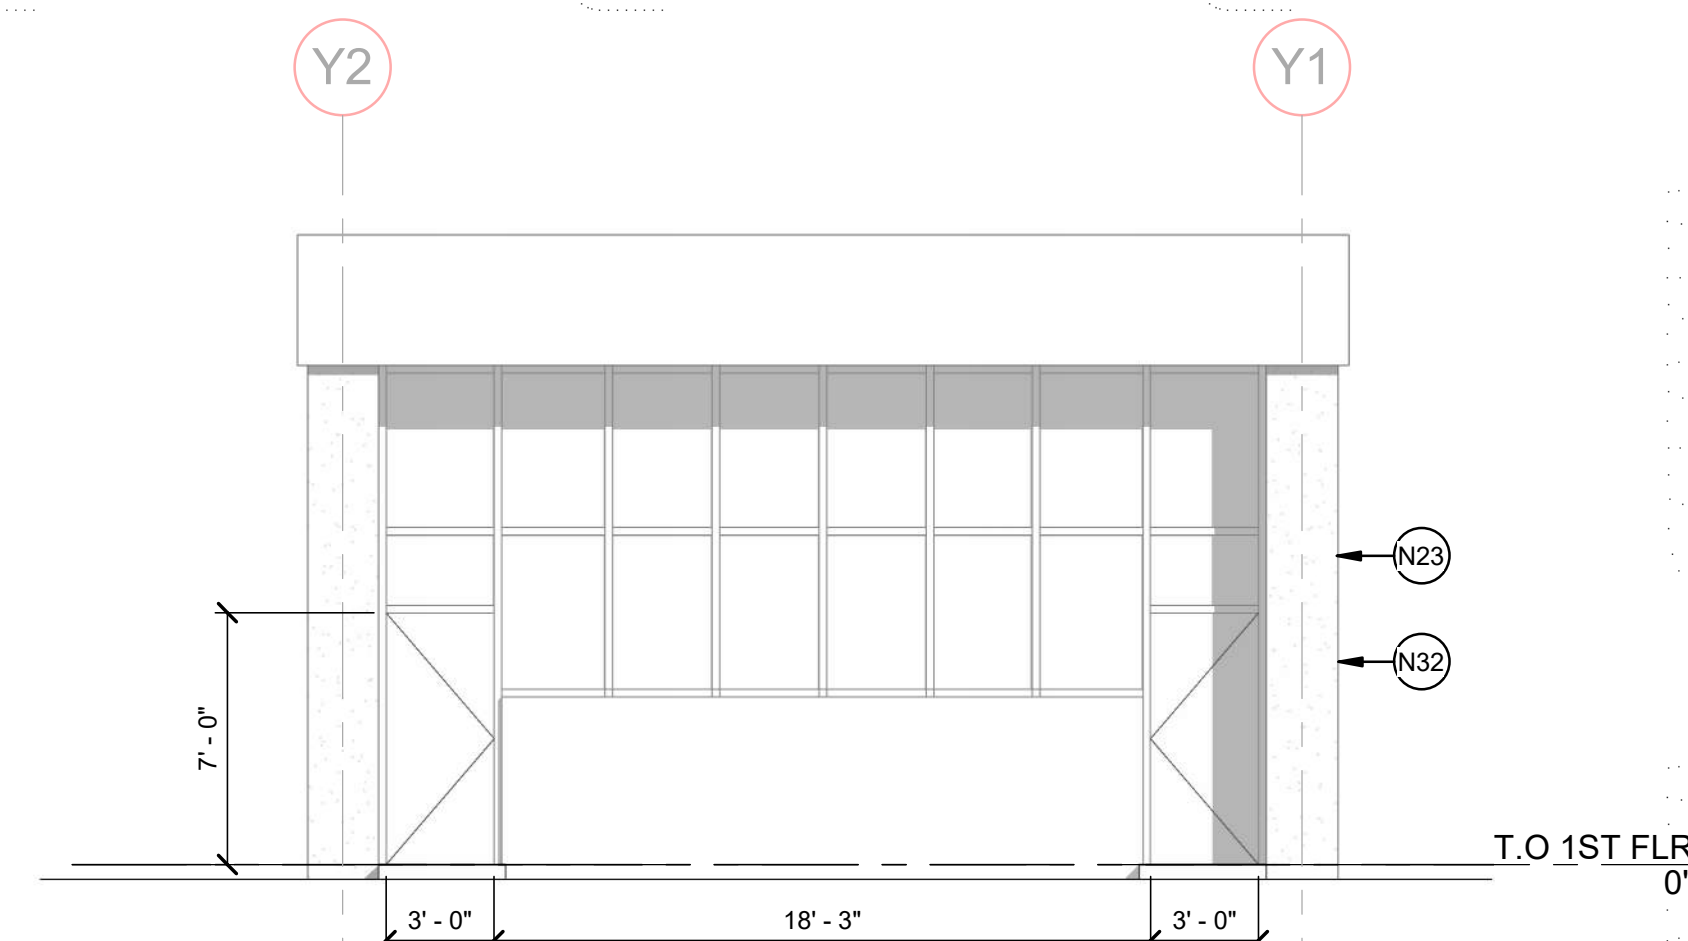 Y2
Y1
N23
N32
7' - 0"
T.O 1ST FLR
0'
3' - 0"
18' - 3"
3' - 0"